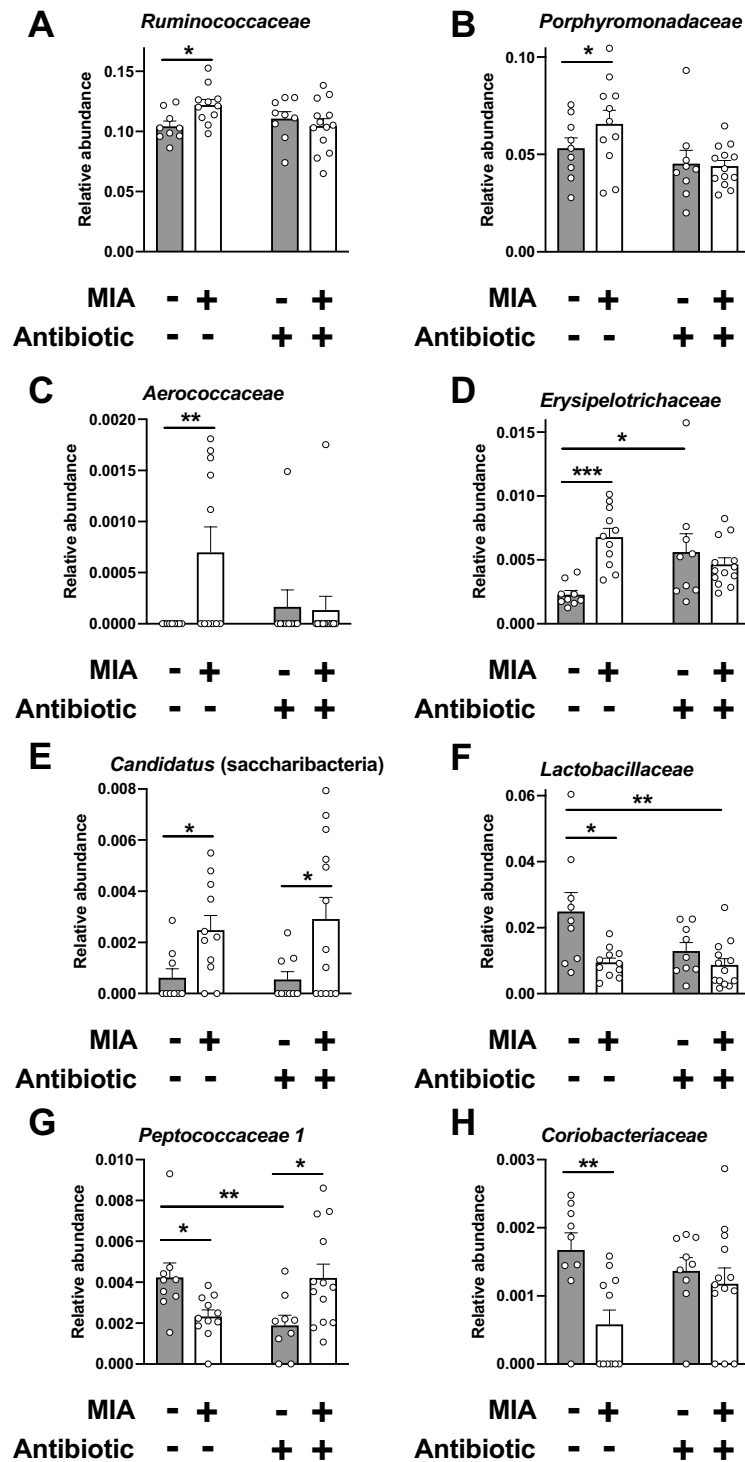 A
Ruminococcaceae
*
Relative abundance
0.15
0.10
0.05
0.00
MIA - + - +
Antibiotic - - + +
B
Porphyromonadaceae
*
Relative abundance
0.10
0.05
0.00
MIA - + - +
Antibiotic - - + +
C
Aerococcaceae
**
Relative abundance
0.0020
0.0015
0.0010
0.0005
0.0000
MIA - + - +
Antibiotic - - + +
D
Erysipelotrichaceae
*
***
Relative abundance
0.015
0.010
0.005
0.000
MIA - + - +
Antibiotic - - + +
E
Candidatus (saccharibacteria)
*
*
Relative abundance
0.008
0.006
0.004
0.002
0.000
MIA - + - +
Antibiotic - - + +
F
Lactobacillaceae
**
*
Relative abundance
0.06
0.04
0.02
0.00
MIA - + - +
Antibiotic - - + +
G
Peptococcaceae 1
*
**
*
Relative abundance
0.010
0.008
0.006
0.004
0.002
0.000
MIA - + - +
Antibiotic - - + +
H
Coriobacteriaceae
**
Relative abundance
0.003
0.002
0.001
0.000
MIA - + - +
Antibiotic - - + +